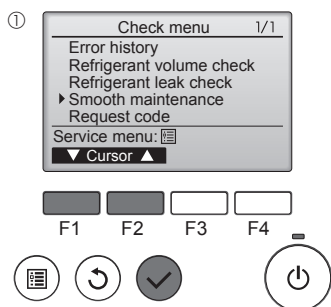 ①
Check menu 1/1
Error history
Refrigerant volume check
Refrigerant leak check
Smooth maintenance
Request code
Service menu:
▼ Cursor ▲
F1 F2 F3 F4